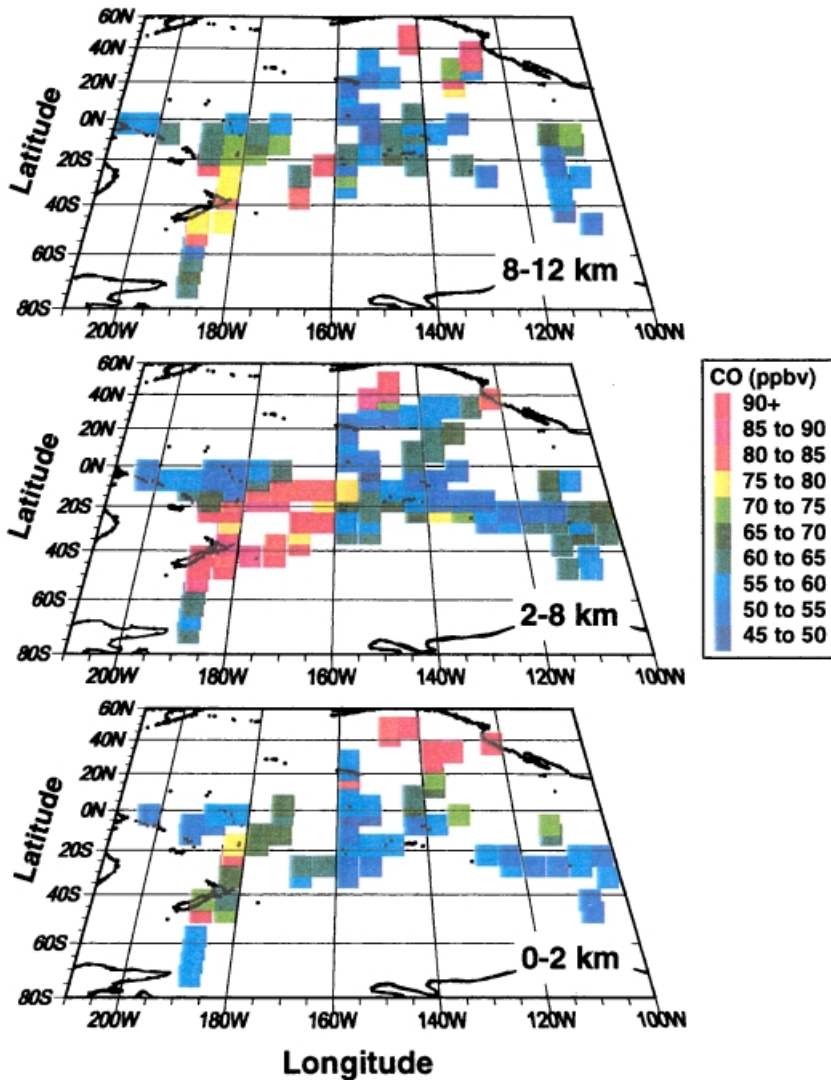 60N
40N
20N
0N
20S
40S
60S
80S
Latitude
8-12 km
200W
180W
160W
140W
120W
100W
60N
40N
20N
0N
20S
40S
60S
80S
Latitude
2-8 km
200W
180W
160W
140W
120W
100W
CO (ppbv)
90+
85 to 90
80 to 85
75 to 80
70 to 75
65 to 70
60 to 65
55 to 60
50 to 55
45 to 50
60N
40N
20N
0N
20S
40S
60S
80S
Latitude
0-2 km
200W
180W
160W
140W
120W
100W
Longitude